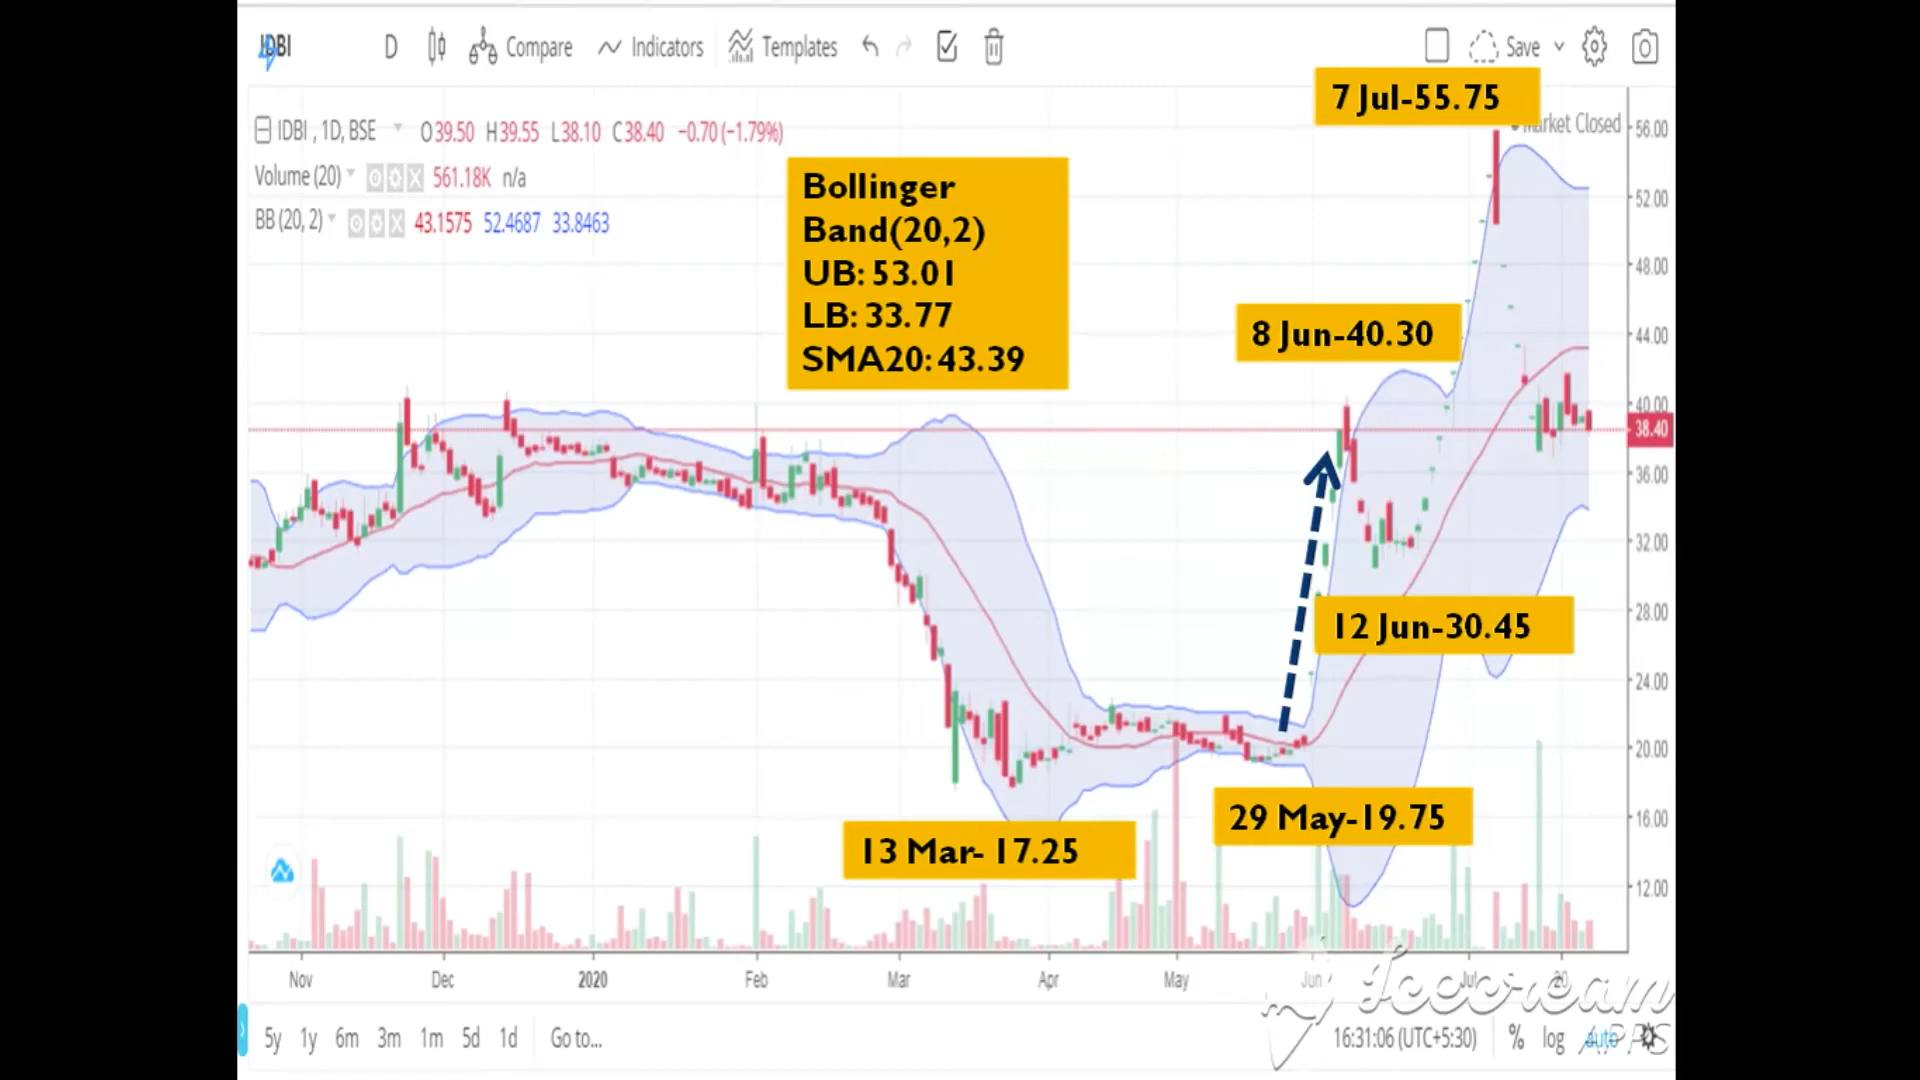 IDBI D Compare Indicators Templates Save
7 Jul-55.75
IDBI , 1D, BSE O39.50 H39.55 L38.10 C38.40 −0.70 (−1.79%)
Market Closed
Volume (20) 561.18K n/a
BB (20, 2) 43.1575 52.4687 33.8463
Bollinger
Band(20,2)
UB: 53.01
LB: 33.77
SMA20: 43.39
8 Jun-40.30
12 Jun-30.45
29 May-19.75
13 Mar- 17.25
56.00
52.00
48.00
44.00
40.00
38.40
36.00
32.00
28.00
24.00
20.00
16.00
12.00
Nov Dec 2020 Feb Mar Apr May Jun Jul 20
Icecream
APPS
5y 1y 6m 3m 1m 5d 1d Go to... 16:31:06 (UTC+5:30) % log auto